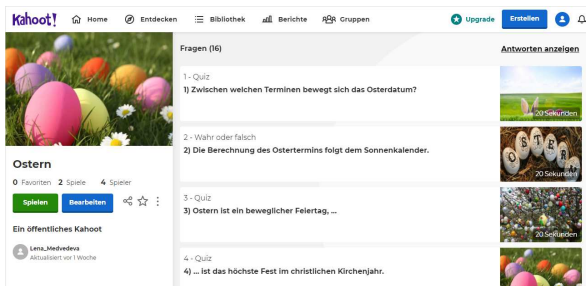 Kahoot! Home Entdecken Bibliothek Berichte Gruppen Upgrade Erstellen
Fragen (16) Antworten anzeigen
1 - Quiz
1) Zwischen welchen Terminen bewegt sich das Osterdatum?
20 Sekunden
2 - Wahr oder falsch
2) Die Berechnung des Ostertermins folgt dem Sonnenkalender.
OSTERN
20 Sekunden
3 - Quiz
3) Ostern ist ein beweglicher Feiertag, ...
20 Sekunden
4 - Quiz
4) ... ist das höchste Fest im christlichen Kirchenjahr.
Ostern
0 Favoriten 2 Spiele 4 Spieler
Spielen Bearbeiten
Ein öffentliches Kahoot
Lena_Medvedeva
Aktualisiert vor 1 Woche